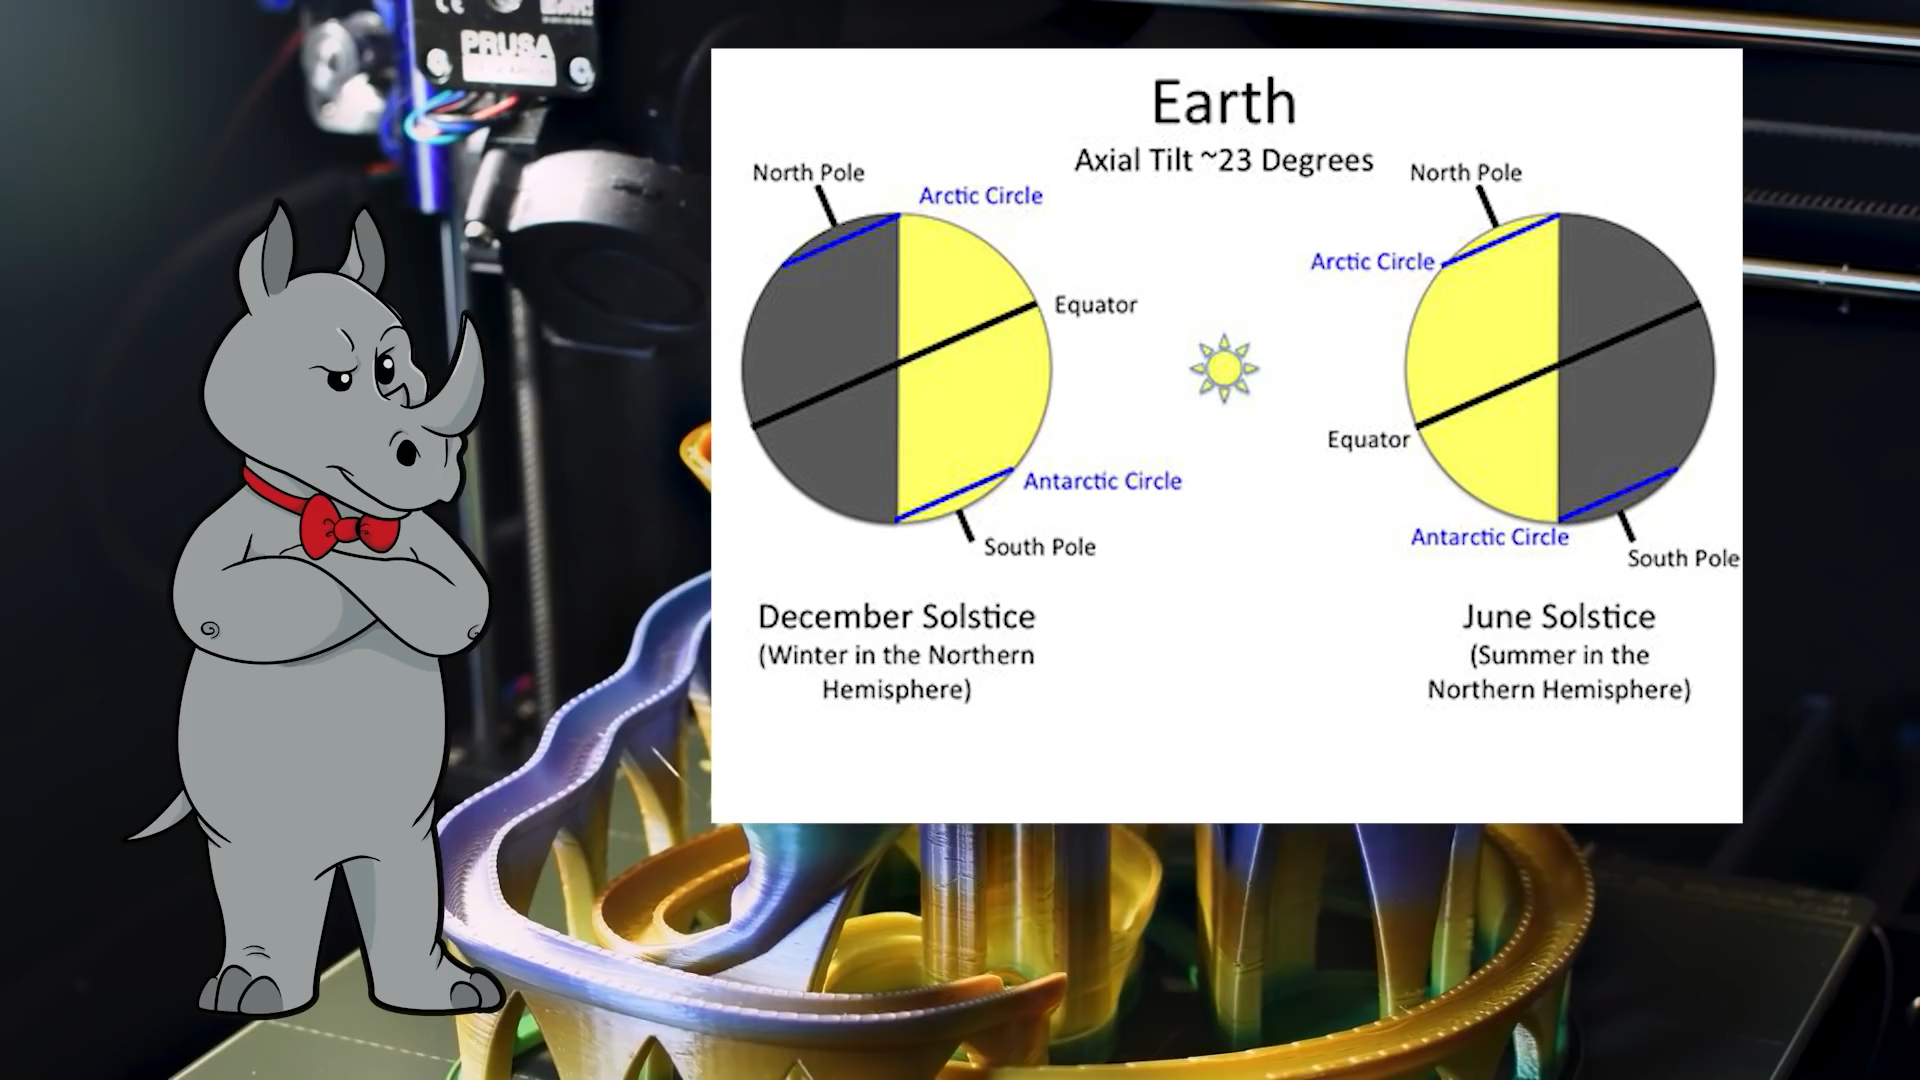 CE
PRUSA
Earth
Axial Tilt ~23 Degrees
North Pole
Arctic Circle
Equator
Antarctic Circle
South Pole
December Solstice
(Winter in the Northern
Hemisphere)
North Pole
Arctic Circle
Equator
Antarctic Circle
South Pole
June Solstice
(Summer in the
Northern Hemisphere)